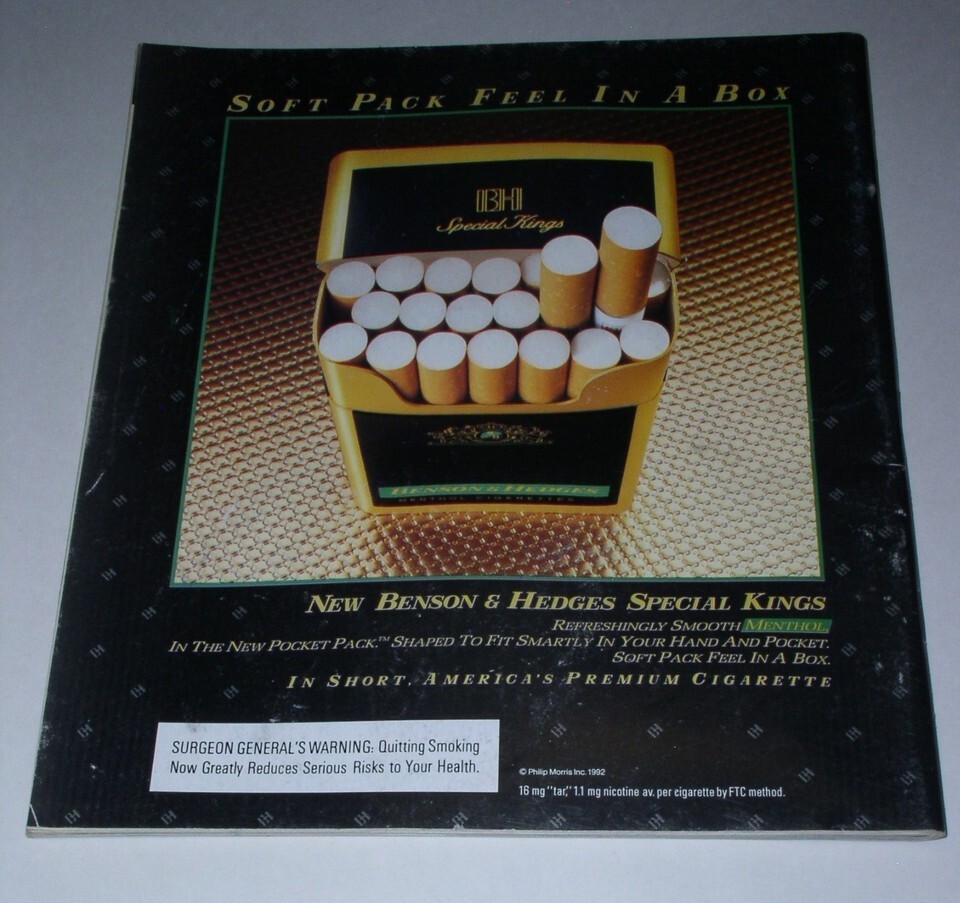 SOFT PACK FEEL IN A BOX
BH
Special Kings
BENSON & HEDGES
MENTHOL CIGARETTES
NEW BENSON & HEDGES SPECIAL KINGS
REFRESHINGLY SMOOTH MENTHOL
IN THE NEW POCKET PACK.™ SHAPED TO FIT SMARTLY IN YOUR HAND AND POCKET.
SOFT PACK FEEL IN A BOX.
IN SHORT, AMERICA'S PREMIUM CIGARETTE
SURGEON GENERAL'S WARNING: Quitting Smoking
Now Greatly Reduces Serious Risks to Your Health.
© Philip Morris Inc. 1992
16 mg "tar," 1.1 mg nicotine av. per cigarette by FTC method.